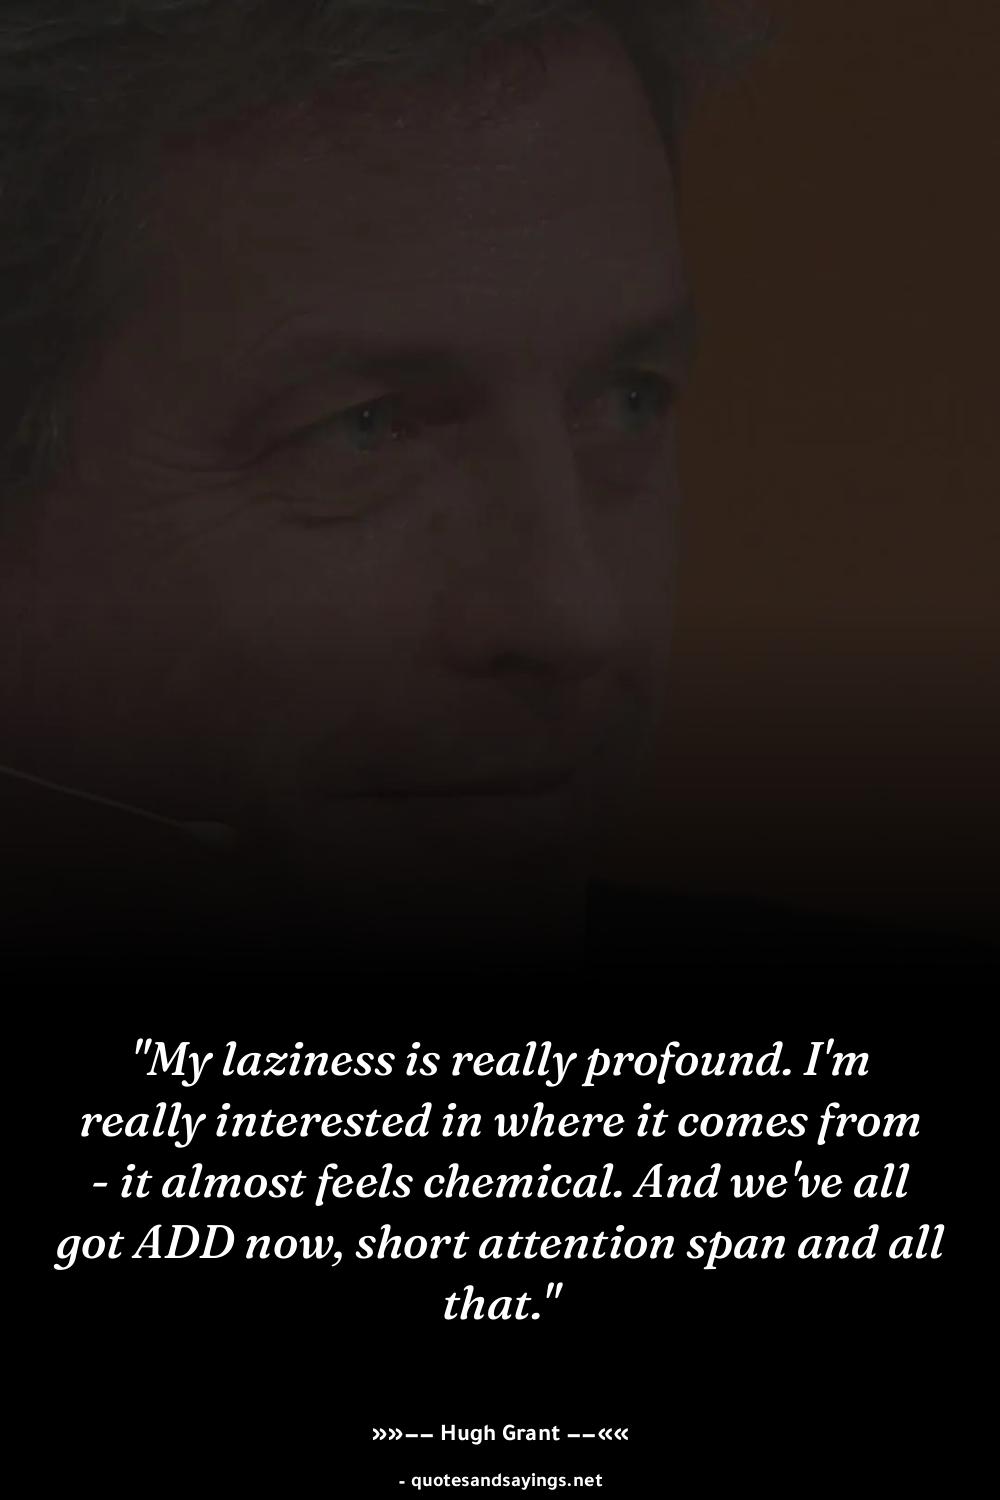 "My laziness is really profound. I'm
really interested in where it comes from
- it almost feels chemical. And we've all
got ADD now, short attention span and all
that."
»»–– Hugh Grant ––««
- quotesandsayings.net